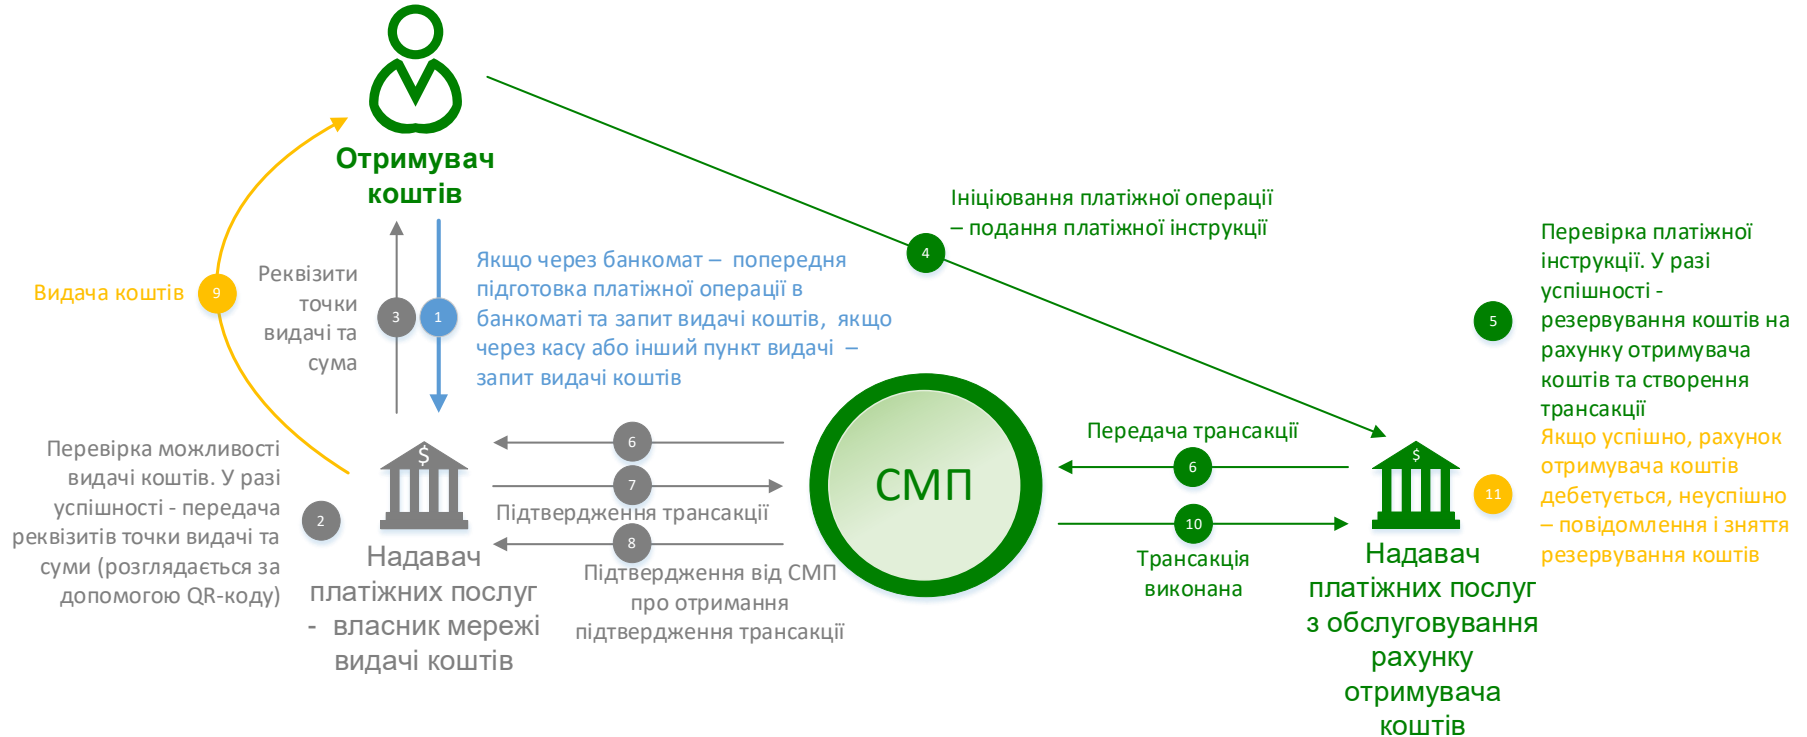 Отримувач
коштів
Ініціювання платіжної операції
– подання платіжної інструкції
4
Видача коштів
9
Реквізити
точки
видачі та
сума
3
1
Якщо через банкомат – попередня
підготовка платіжної операції в
банкоматі та запит видачі коштів, якщо
через касу або інший пункт видачі –
запит видачі коштів
5
Перевірка платіжної
інструкції. У разі
успішності -
резервування коштів на
рахунку отримувача
коштів та створення
трансакції
Якщо успішно, рахунок
отримувача коштів
дебетується, неуспішно
– повідомлення і зняття
резервування коштів
11
Перевірка можливості
видачі коштів. У разі
успішності - передача
реквізитів точки видачі та
суми (розглядається за
допомогою QR-коду)
2
$
Надавач
платіжних послуг
- власник мережі
видачі коштів
6
7
Підтвердження трансакції
8
Підтвердження від СМП
про отримання
підтвердження трансакції
СМП
Передача трансакції
6
10
Трансакція
виконана
$
Надавач
платіжних послуг
з обслуговування
рахунку
отримувача
коштів